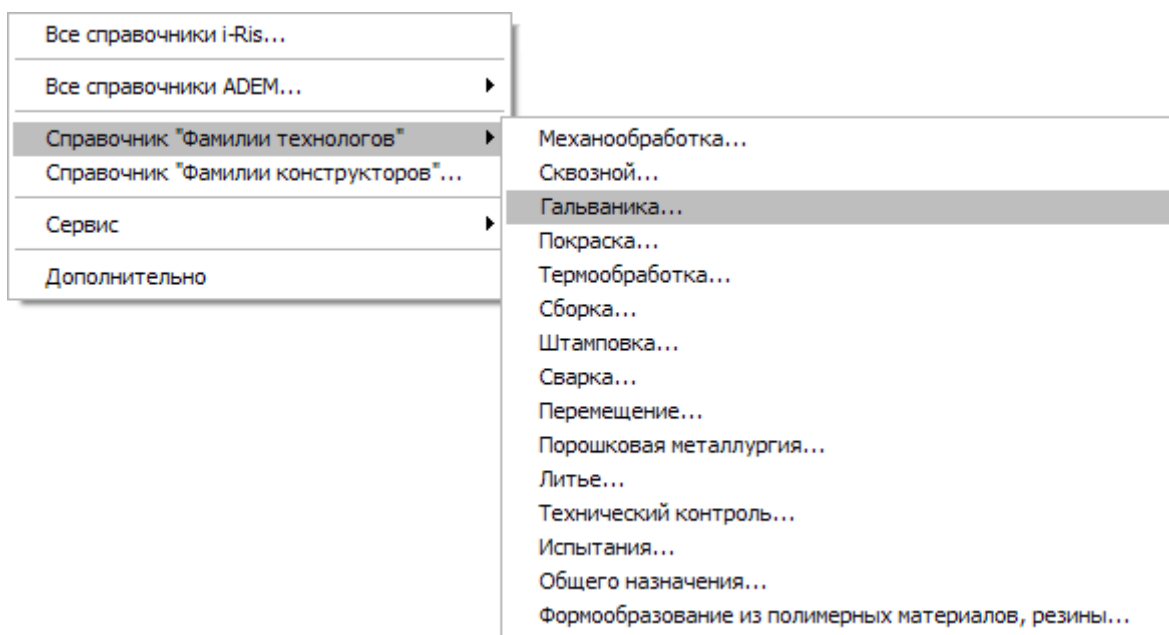 Все справочники i-Ris...
Все справочники ADEM...
Справочник "Фамилии технологов"
Справочник "Фамилии конструкторов"...
Сервис
Дополнительно
Механообработка...
Сквозной...
Гальваника...
Покраска...
Термообработка...
Сборка...
Штамповка...
Сварка...
Перемещение...
Порошковая металлургия...
Литье...
Технический контроль...
Испытания...
Общего назначения...
Формообразование из полимерных материалов, резины...